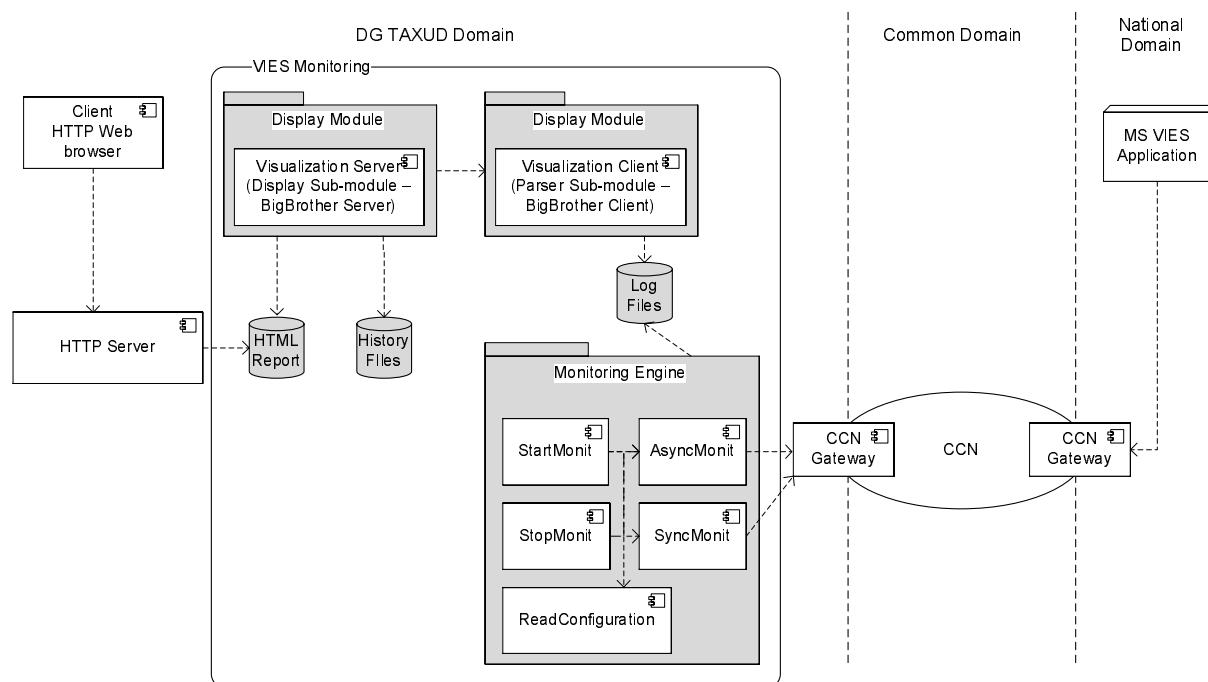 DG TAXUD Domain
Common Domain
National
Domain
VIES Monitoring
Client
HTTP Web
browser
Display Module
Visualization Server
(Display Sub-module –
BigBrother Server)
Display Module
Visualization Client
(Parser Sub-module –
BigBrother Client)
MS VIES
Application
Log
Files
HTTP Server
HTML
Report
History
FIles
Monitoring Engine
StartMonit
AsyncMonit
StopMonit
SyncMonit
ReadConfiguration
CCN
Gateway
CCN
CCN
Gateway